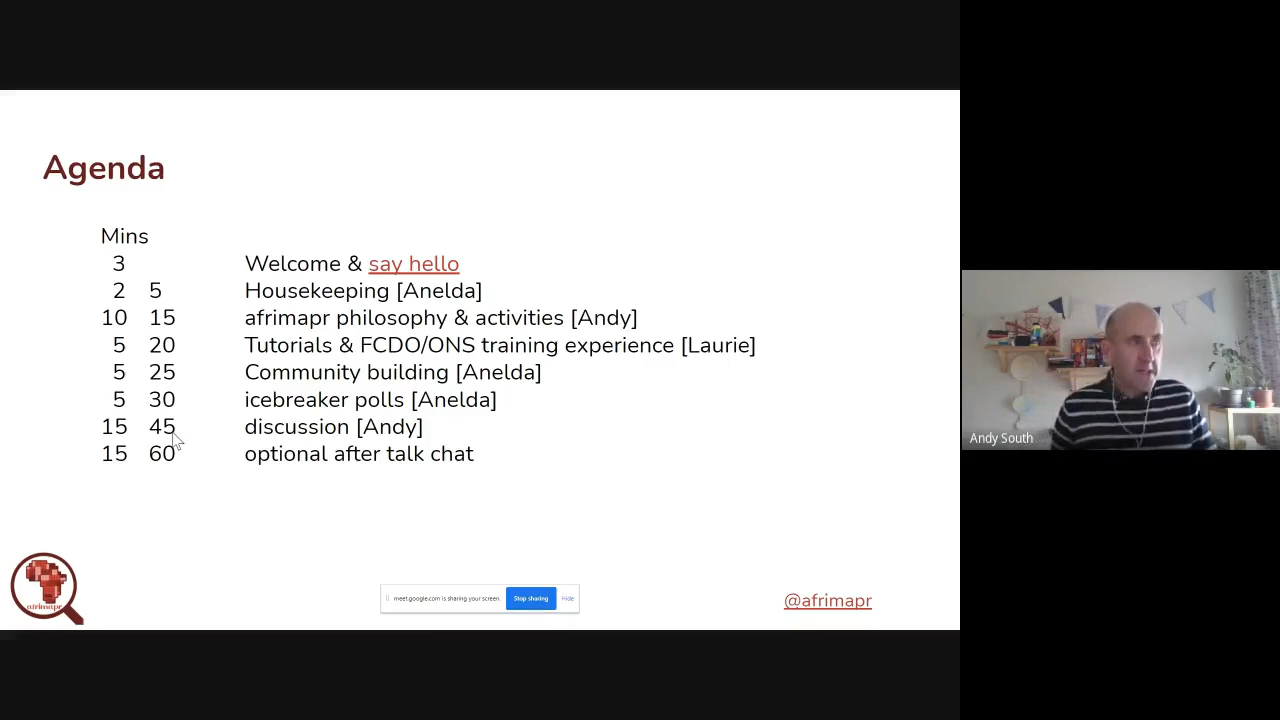 Agenda
Mins
3 Welcome & say hello
2 5 Housekeeping [Anelda]
10 15 afrimapr philosophy & activities [Andy]
5 20 Tutorials & FCDO/ONS training experience [Laurie]
5 25 Community building [Anelda]
5 30 icebreaker polls [Anelda]
15 45 discussion [Andy]
15 60 optional after talk chat
Andy South
afrimapr
meet.google.com is sharing your screen. Stop sharing Hide
@afrimapr